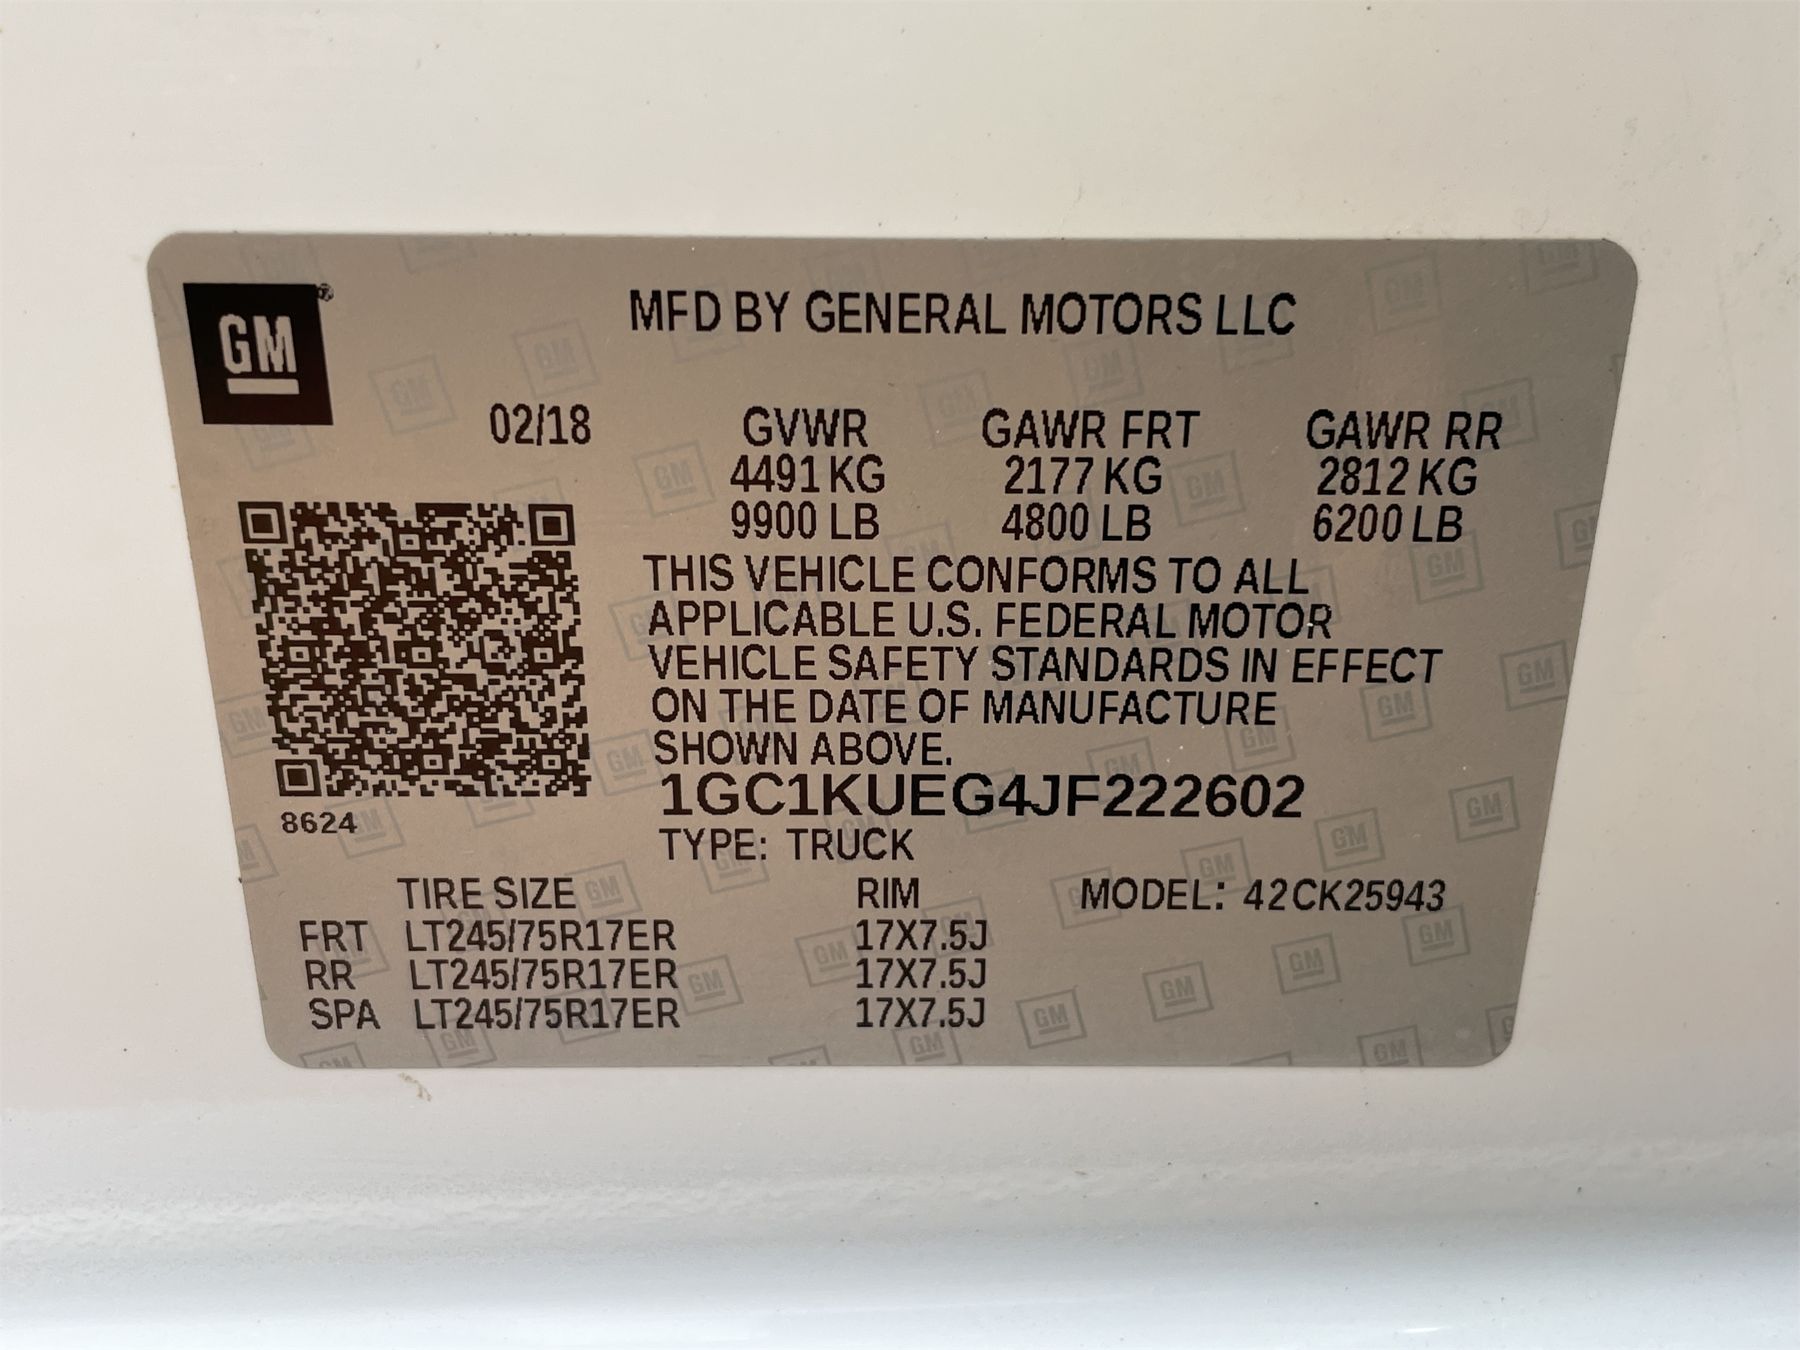 GM ®
MFD BY GENERAL MOTORS LLC
02/18 GVWR GAWR FRT GAWR RR
4491 KG 2177 KG 2812 KG
9900 LB 4800 LB 6200 LB
THIS VEHICLE CONFORMS TO ALL
APPLICABLE U.S. FEDERAL MOTOR
VEHICLE SAFETY STANDARDS IN EFFECT
ON THE DATE OF MANUFACTURE
SHOWN ABOVE.
1GC1KUEG4JF222602
8624
TYPE: TRUCK
TIRE SIZE RIM MODEL: 42CK25943
FRT LT245/75R17ER 17X7.5J
RR LT245/75R17ER 17X7.5J
SPA LT245/75R17ER 17X7.5J